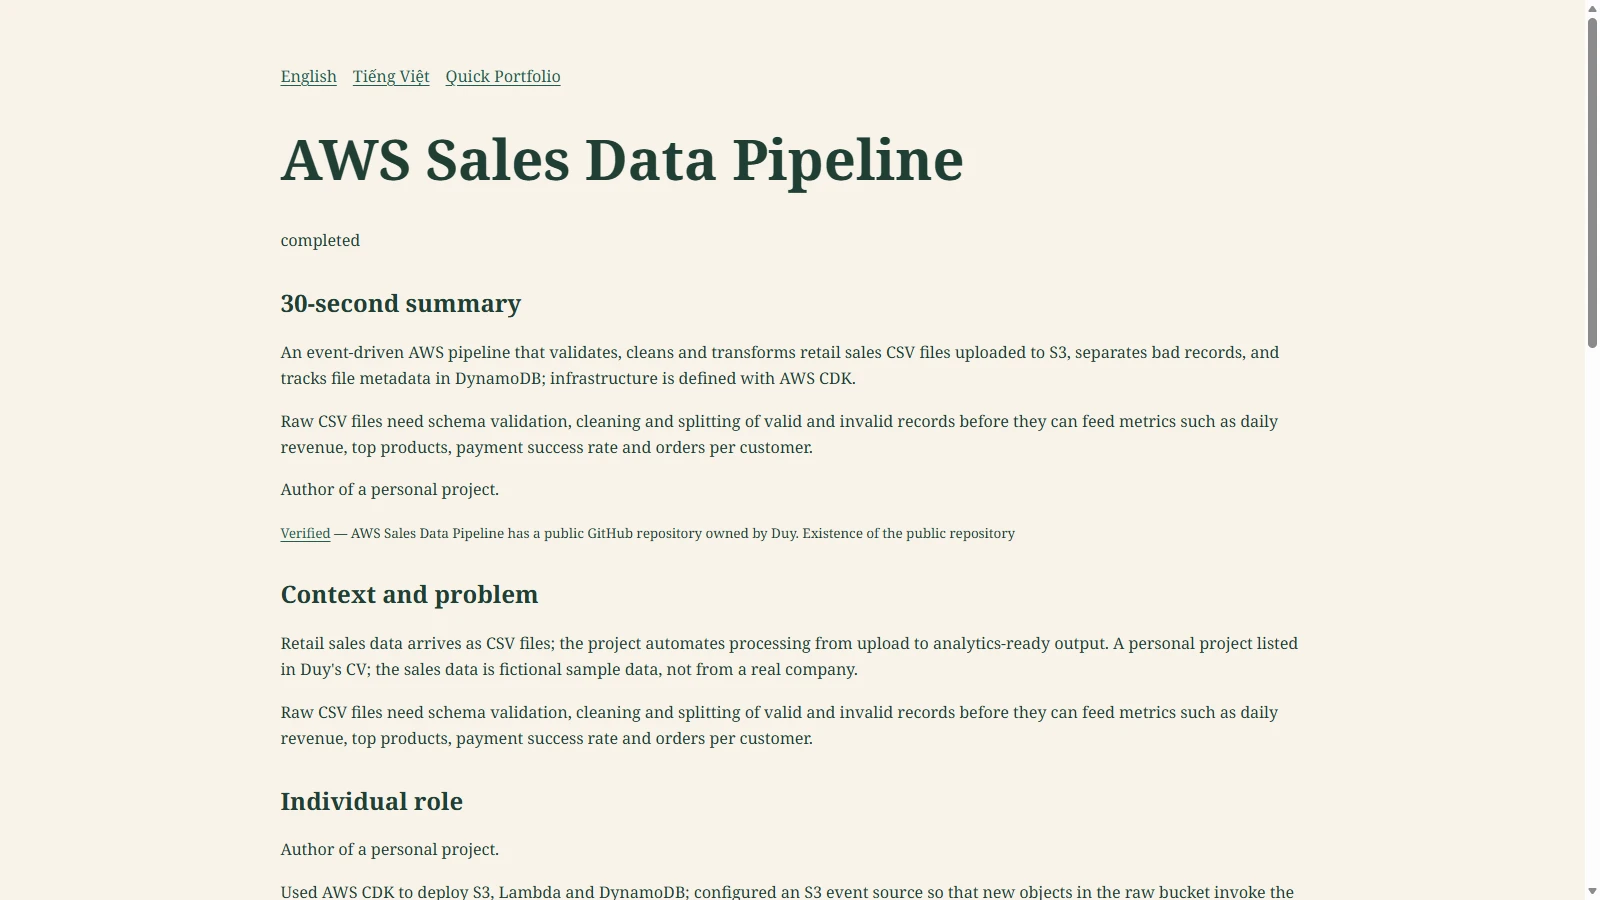 English Tiếng Việt Quick Portfolio
AWS Sales Data Pipeline
completed
30-second summary
An event-driven AWS pipeline that validates, cleans and transforms retail sales CSV files uploaded to S3, separates bad records, and
tracks file metadata in DynamoDB; infrastructure is defined with AWS CDK.
Raw CSV files need schema validation, cleaning and splitting of valid and invalid records before they can feed metrics such as daily
revenue, top products, payment success rate and orders per customer.
Author of a personal project.
Verified — AWS Sales Data Pipeline has a public GitHub repository owned by Duy. Existence of the public repository
Context and problem
Retail sales data arrives as CSV files; the project automates processing from upload to analytics-ready output. A personal project listed
in Duy's CV; the sales data is fictional sample data, not from a real company.
Raw CSV files need schema validation, cleaning and splitting of valid and invalid records before they can feed metrics such as daily
revenue, top products, payment success rate and orders per customer.
Individual role
Author of a personal project.
Used AWS CDK to deploy S3, Lambda and DynamoDB; configured an S3 event source so that new objects in the raw bucket invoke the